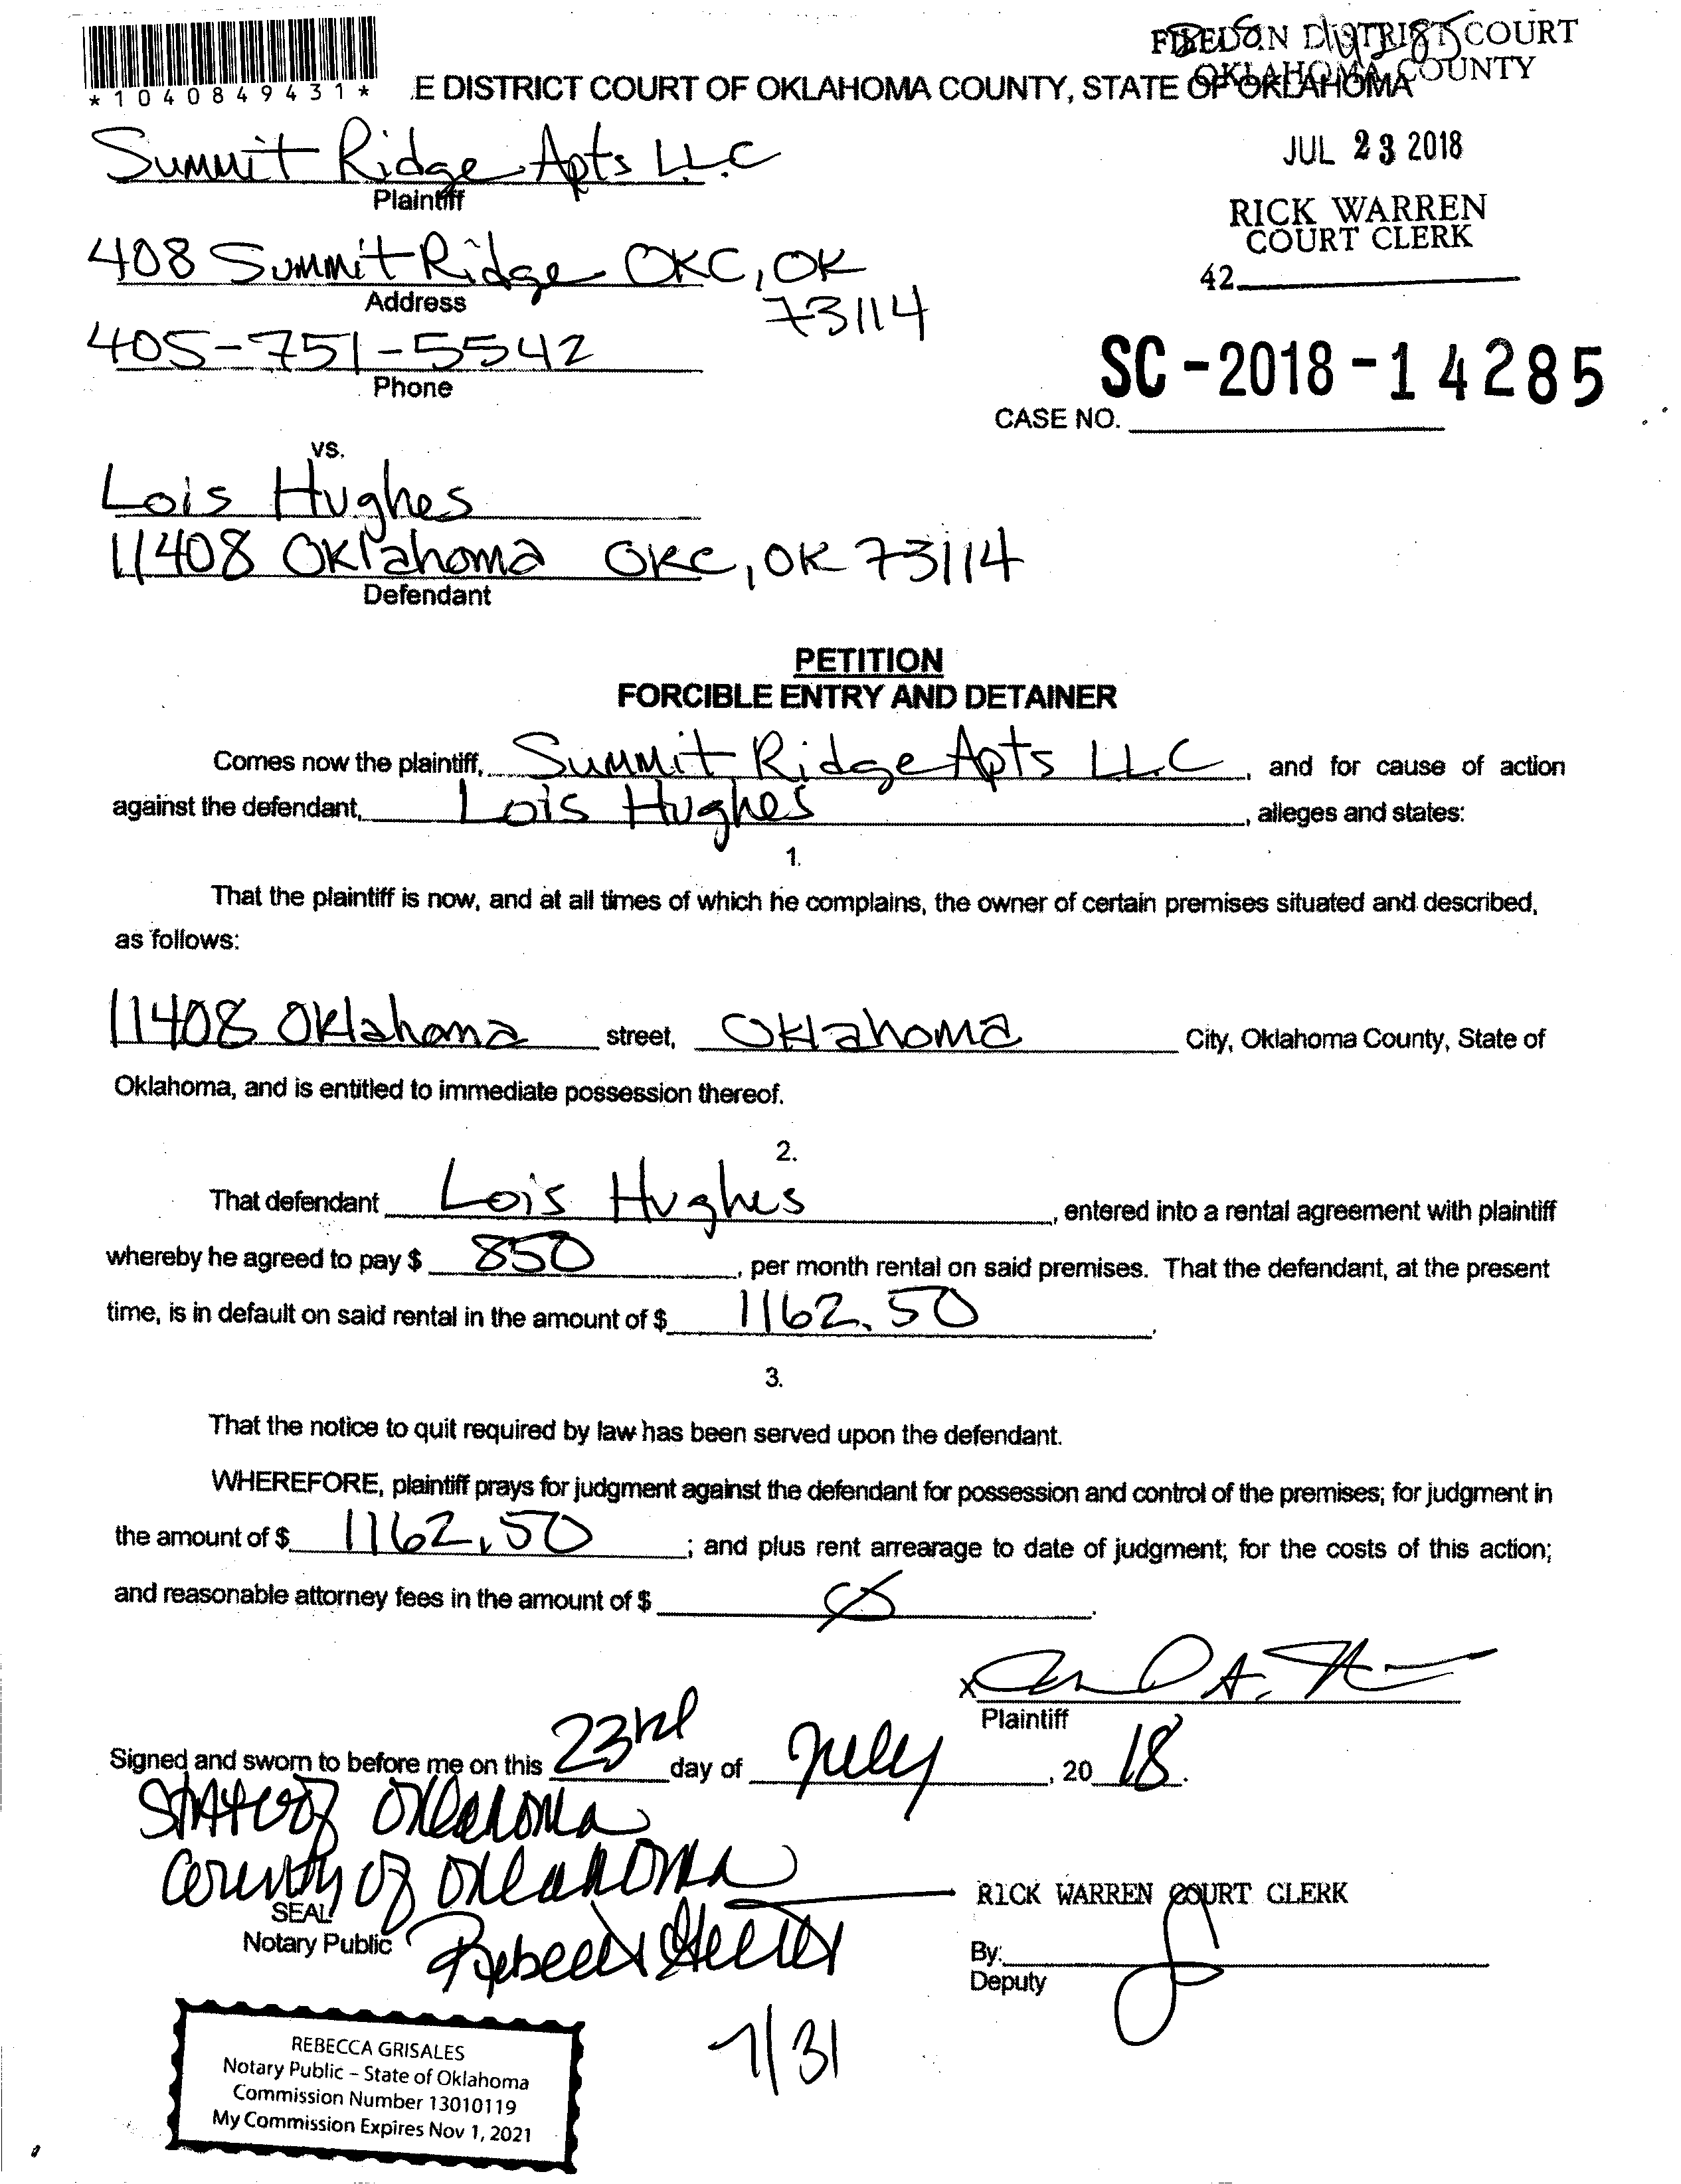 FILED IN DISTRICT COURT
OKLAHOMA COUNTY
*1040849431*
E DISTRICT COURT OF OKLAHOMA COUNTY, STATE OF OKLAHOMA
Summit Ridge Apts LLC
Plaintiff
JUL 23 2018
RICK WARREN
COURT CLERK
42
408 Summit Ridge OKC, OK
73114
Address
405-751-5542
Phone
SC-2018-14285
CASE NO.
vs.
Lois Hughes
11408 Oklahoma OKC, OK 73114
Defendant
PETITION
FORCIBLE ENTRY AND DETAINER
Comes now the plaintiff, Summit Ridge Apts LLC, and for cause of action
against the defendant, Lois Hughes, alleges and states:
1.
That the plaintiff is now, and at all times of which he complains, the owner of certain premises situated and described,
as follows:
11408 Oklahoma street, Oklahoma City, Oklahoma County, State of
Oklahoma, and is entitled to immediate possession thereof.
2.
That defendant Lois Hughes, entered into a rental agreement with plaintiff
whereby he agreed to pay $ 850, per month rental on said premises. That the defendant, at the present
time, is in default on said rental in the amount of $ 1162.50.
3.
That the notice to quit required by law has been served upon the defendant.
WHEREFORE, plaintiff prays for judgment against the defendant for possession and control of the premises; for judgment in
the amount of $ 1162.50; and plus rent arrearage to date of judgment; for the costs of this action;
and reasonable attorney fees in the amount of $ Ø.
x
Plaintiff
Signed and sworn to before me on this 23rd day of July, 2018.
State of Oklahoma
County of Oklahoma
SEAL
Notary Public
RICK WARREN COURT CLERK
By:
Deputy
7/31
REBECCA GRISALES
Notary Public – State of Oklahoma
Commission Number 13010119
My Commission Expires Nov 1, 2021